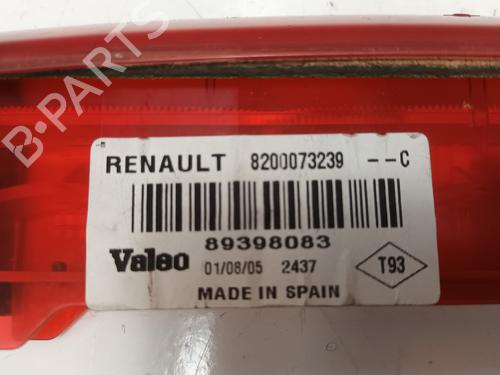 B-PARTS
RENAULT 8200073239 --C
89398083
Valeo 01/08/05 2437 T93
MADE IN SPAIN